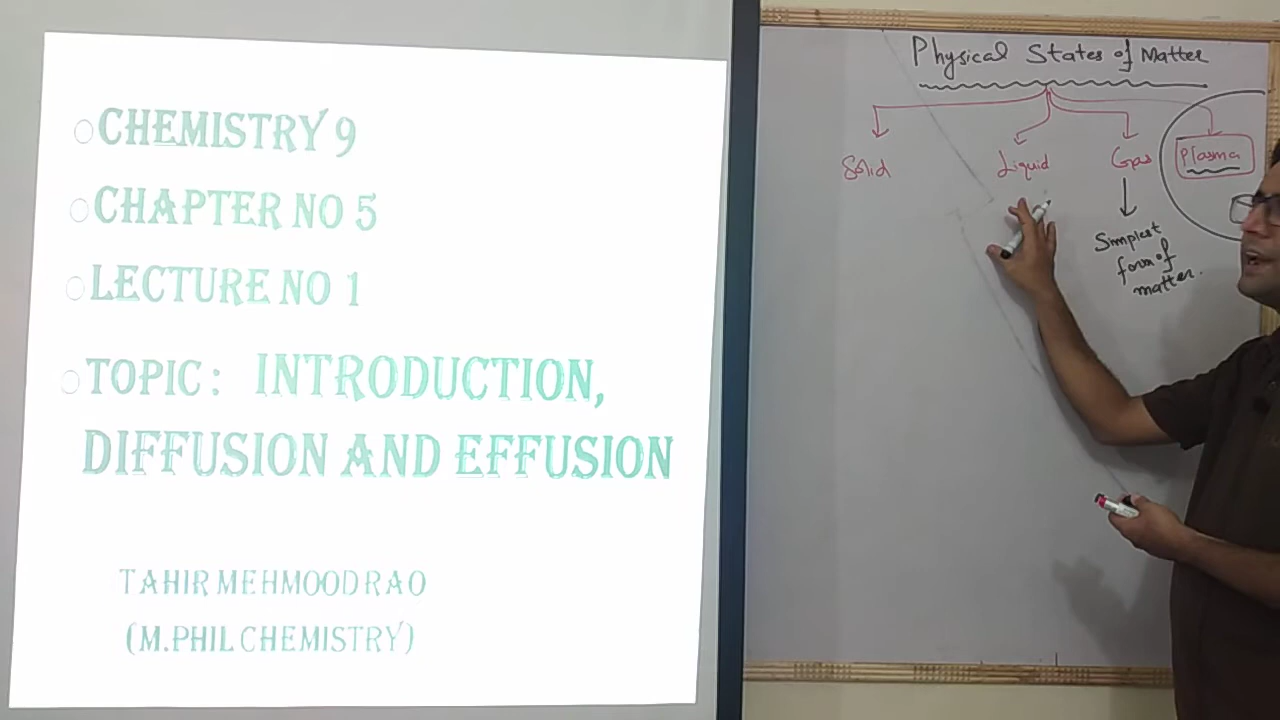 CHEMISTRY 9
CHAPTER NO 5
LECTURE NO 1
TOPIC : INTRODUCTION,
DIFFUSION AND EFFUSION
TAHIR MEHMOOD RAO
(M.PHIL CHEMISTRY)
Physical States of Matter
Solid Liquid Gas Plasma
Simplest
form of
matter.